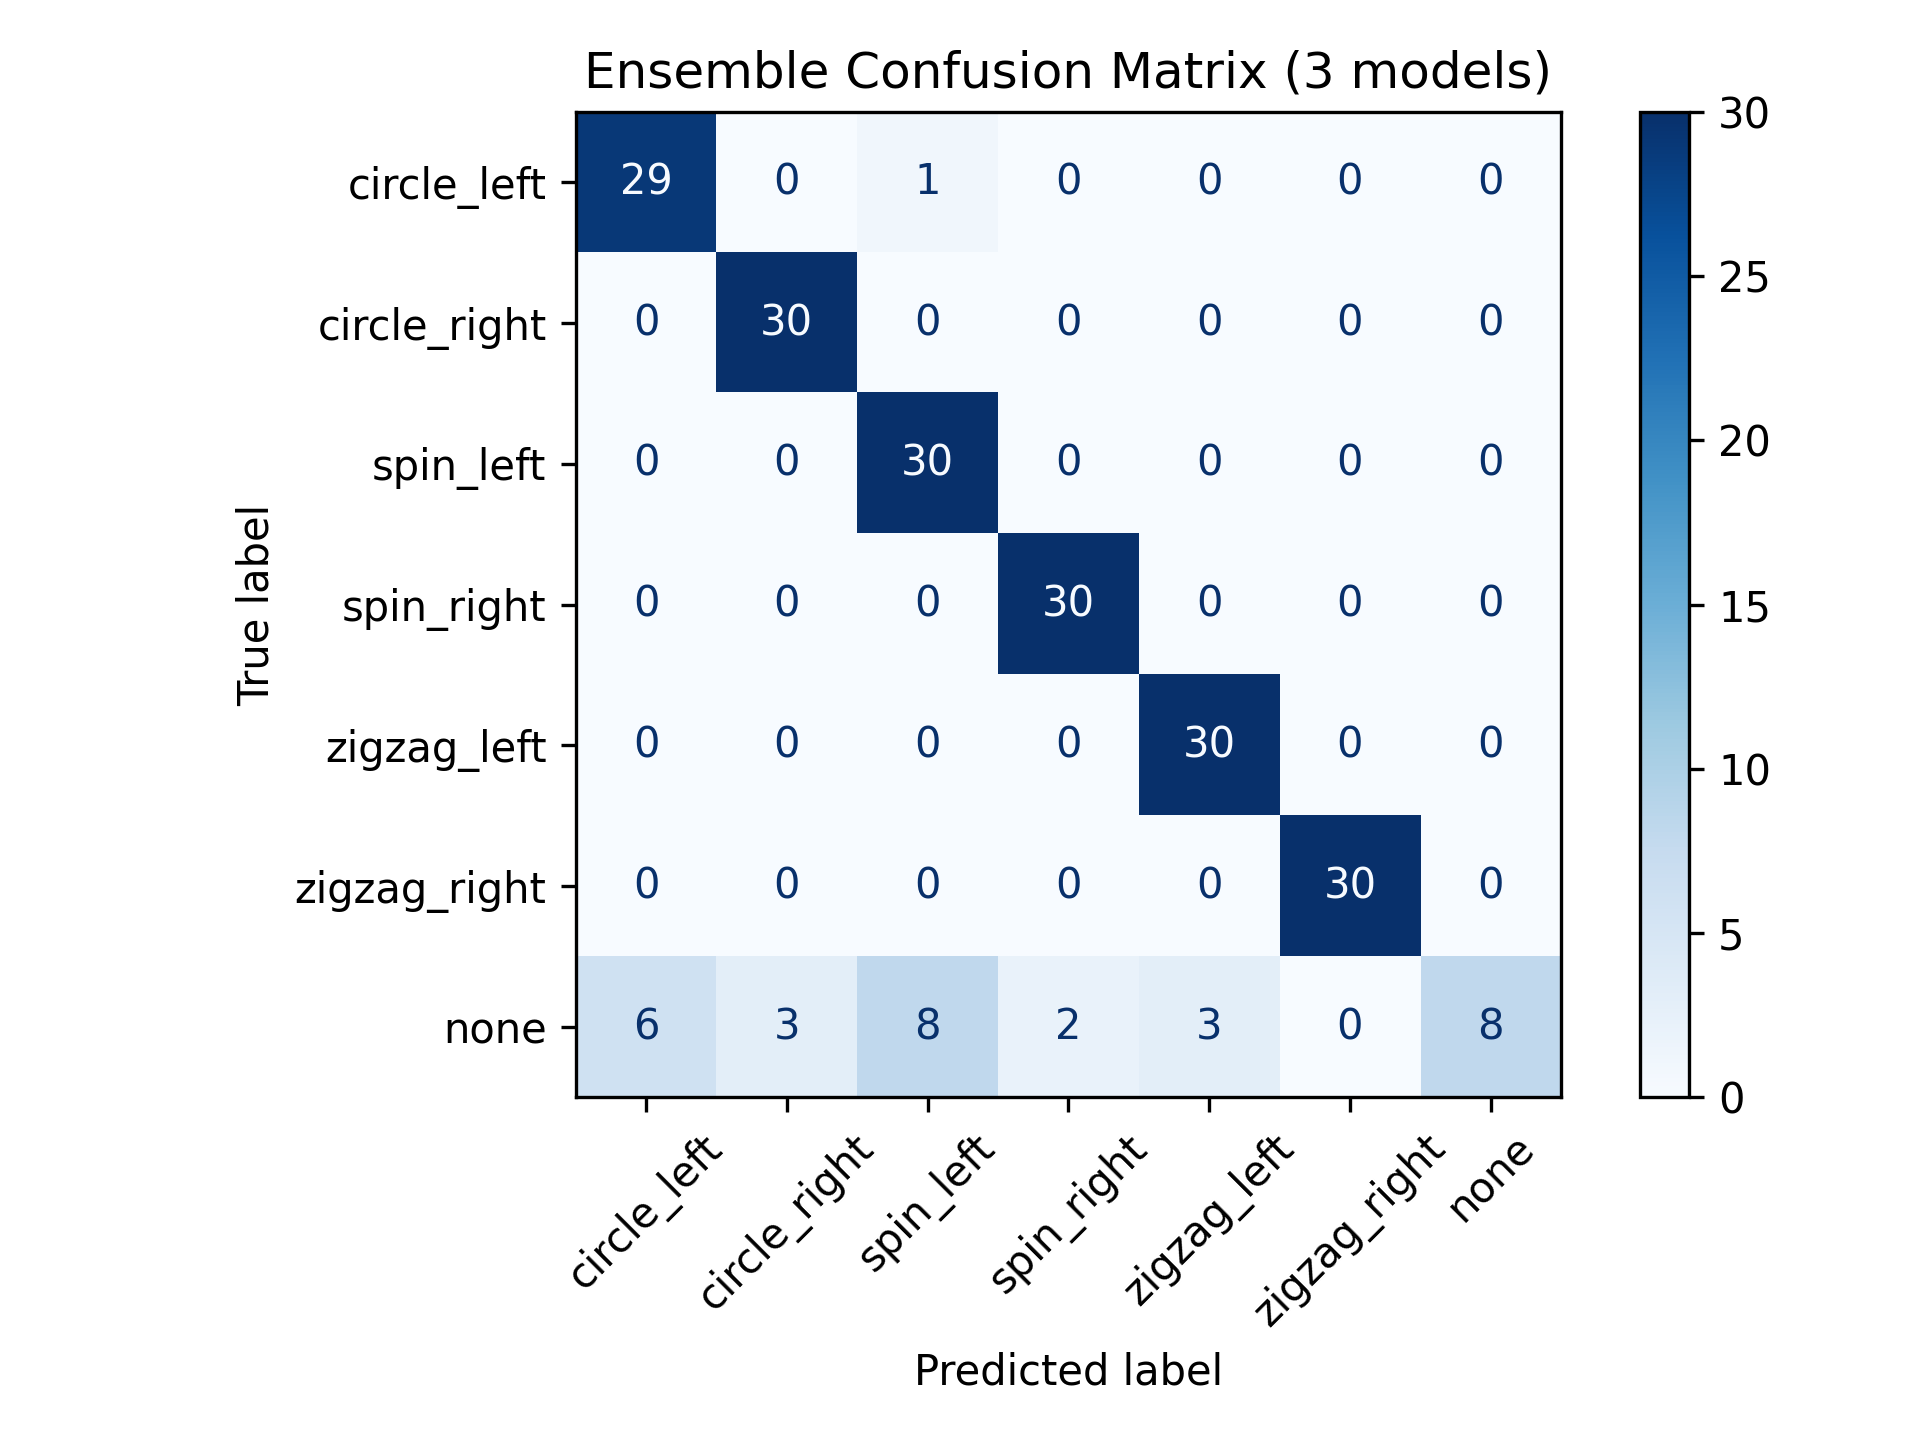 Ensemble Confusion Matrix (3 models)
circle_left 29 0 1 0 0 0 0
circle_right 0 30 0 0 0 0 0
spin_left 0 0 30 0 0 0 0
spin_right 0 0 0 30 0 0 0
zigzag_left 0 0 0 0 30 0 0
zigzag_right 0 0 0 0 0 30 0
none 6 3 8 2 3 0 8
True label
circle_left circle_right spin_left spin_right zigzag_left zigzag_right none
Predicted label
30
25
20
15
10
5
0